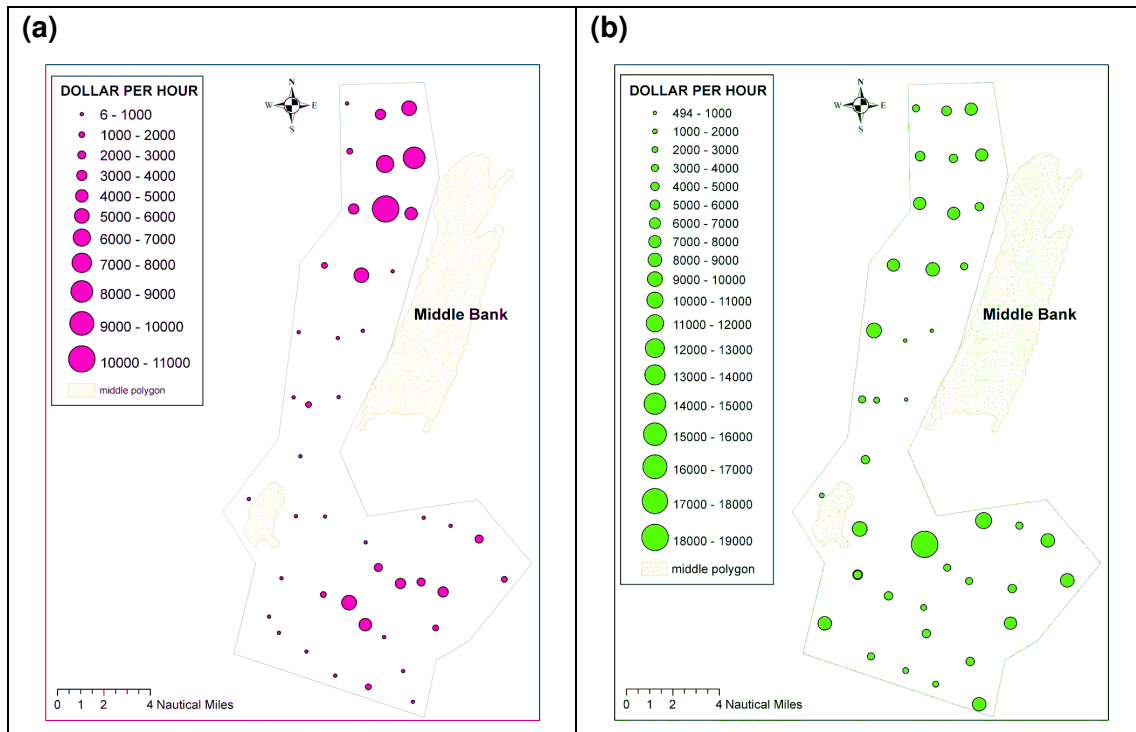 (a)
DOLLAR PER HOUR
6 - 1000
1000 - 2000
2000 - 3000
3000 - 4000
4000 - 5000
5000 - 6000
6000 - 7000
7000 - 8000
8000 - 9000
9000 - 10000
10000 - 11000
middle polygon
N
W E
S
Middle Bank
0 1 2 4 Nautical Miles
(b)
DOLLAR PER HOUR
494 - 1000
1000 - 2000
2000 - 3000
3000 - 4000
4000 - 5000
5000 - 6000
6000 - 7000
7000 - 8000
8000 - 9000
9000 - 10000
10000 - 11000
11000 - 12000
12000 - 13000
13000 - 14000
14000 - 15000
15000 - 16000
16000 - 17000
17000 - 18000
18000 - 19000
middle polygon
N
W E
S
Middle Bank
0 1 2 4 Nautical Miles